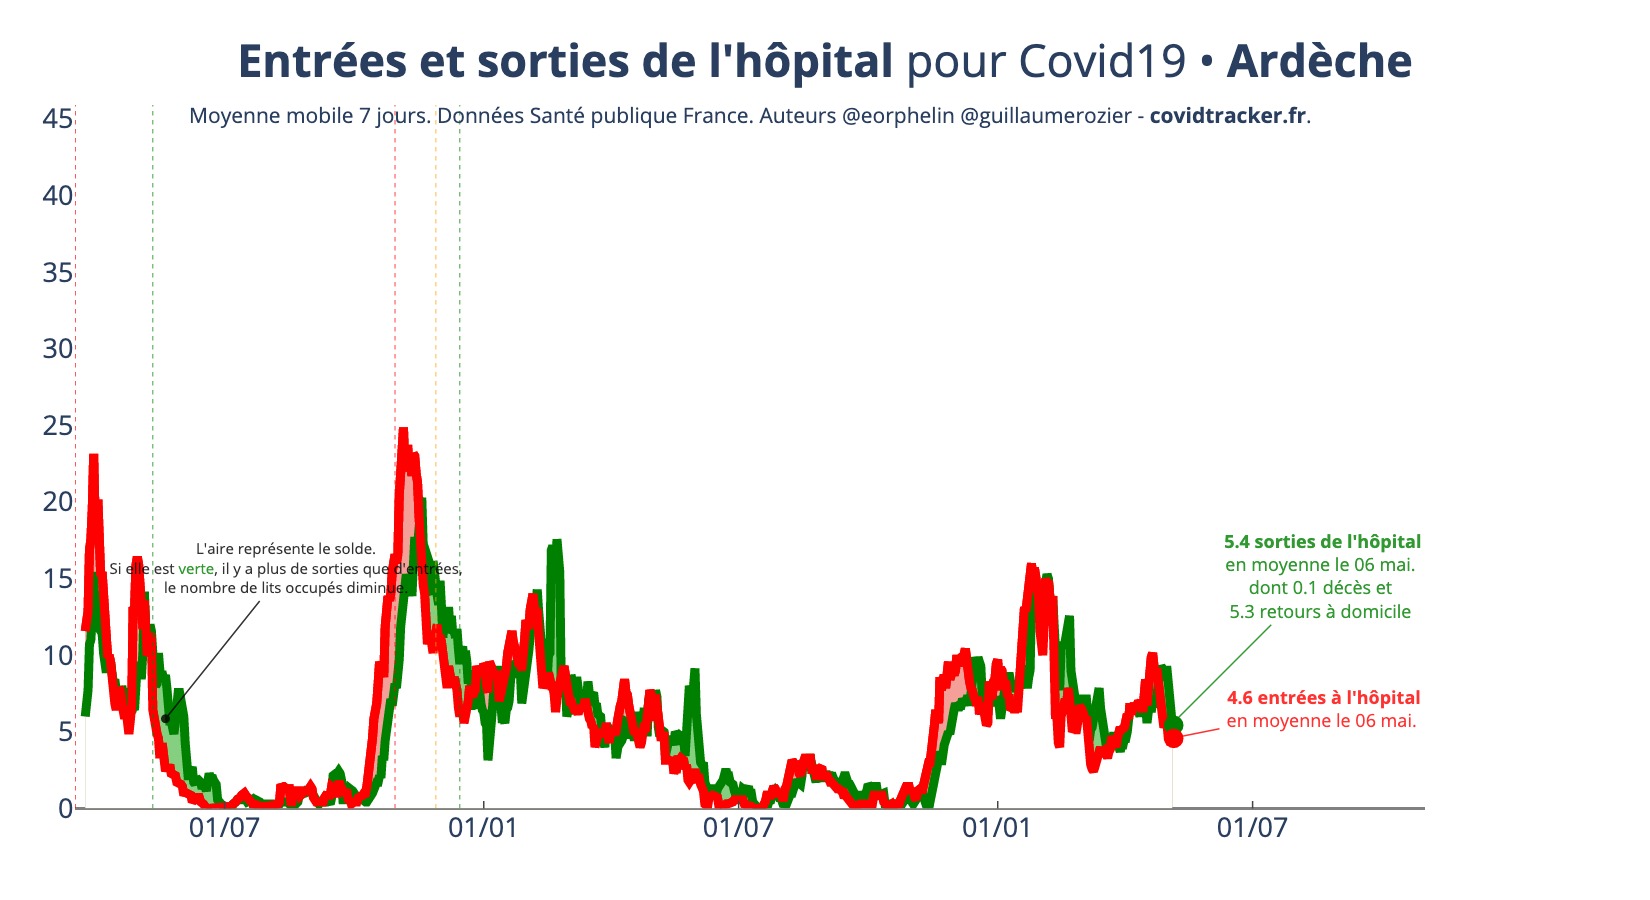 Entrées et sorties de l'hôpital pour Covid19 • Ardèche
Moyenne mobile 7 jours. Données Santé publique France. Auteurs @eorphelin @guillaumerozier - covidtracker.fr.
45
40
35
30
25
20
15
10
5
0
L'aire représente le solde.
Si elle est verte, il y a plus de sorties que d'entrées,
le nombre de lits occupés diminue.
5.4 sorties de l'hôpital
en moyenne le 06 mai.
dont 0.1 décès et
5.3 retours à domicile
4.6 entrées à l'hôpital
en moyenne le 06 mai.
01/07 01/01 01/07 01/01 01/07